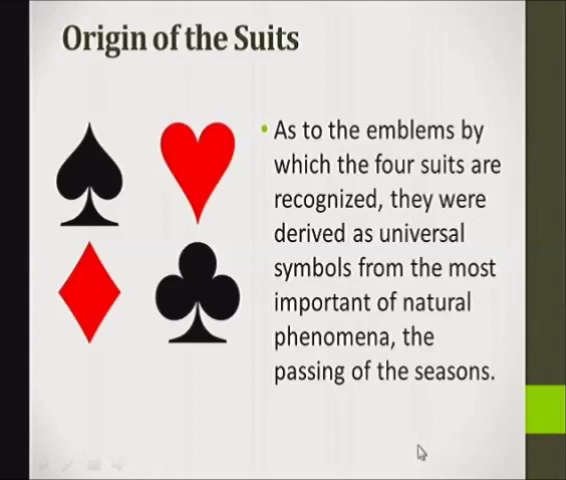 Origin of the Suits
• As to the emblems by
which the four suits are
recognized, they were
derived as universal
symbols from the most
important of natural
phenomena, the
passing of the seasons.